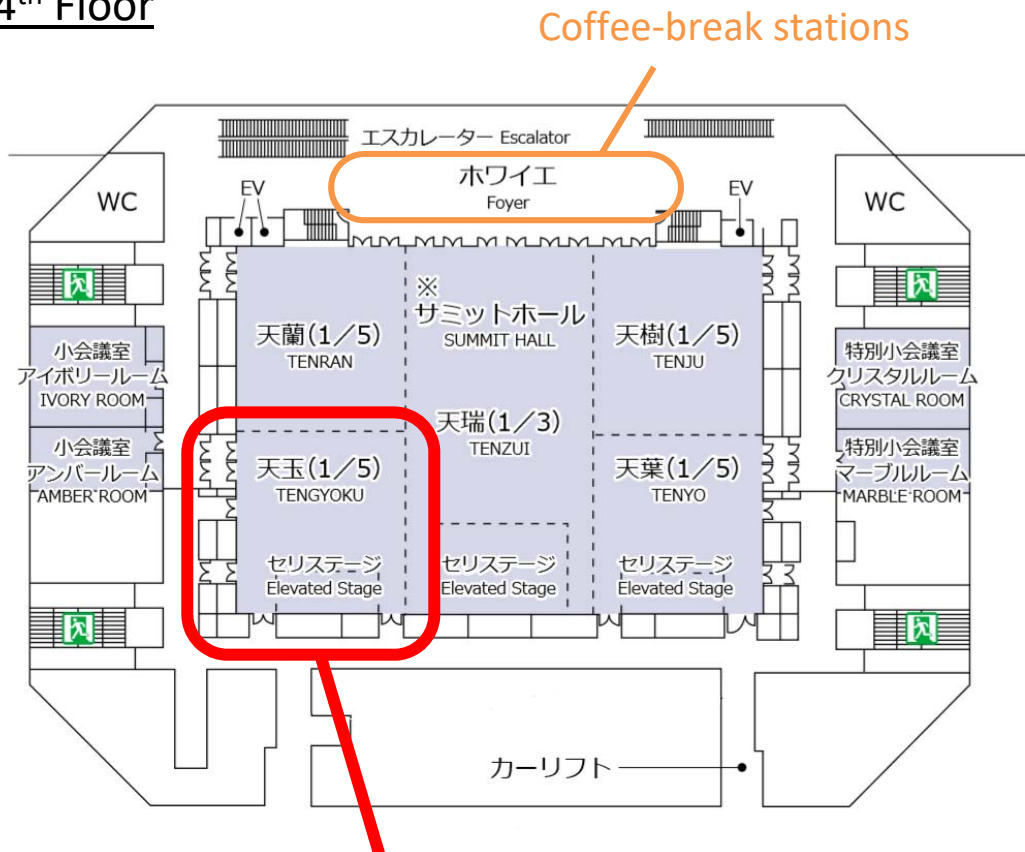 4th Floor
Coffee-break stations
エスカレーター Escalator
ホワイエ
Foyer
WC
EV
EV
WC
※
サミットホール
SUMMIT HALL
天蘭(1／5)
TENRAN
天樹(1／5)
TENJU
小会議室
アイボリールーム
IVORY ROOM
特別小会議室
クリスタルルーム
CRYSTAL ROOM
天瑞(1／3)
TENZUI
小会議室
アンバールーム
AMBER ROOM
天玉(1／5)
TENGYOKU
天葉(1／5)
TENYO
特別小会議室
マーブルルーム
MARBLE ROOM
セリステージ
Elevated Stage
セリステージ
Elevated Stage
セリステージ
Elevated Stage
カーリフト